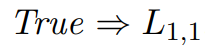 True ⇒ L₁,₁